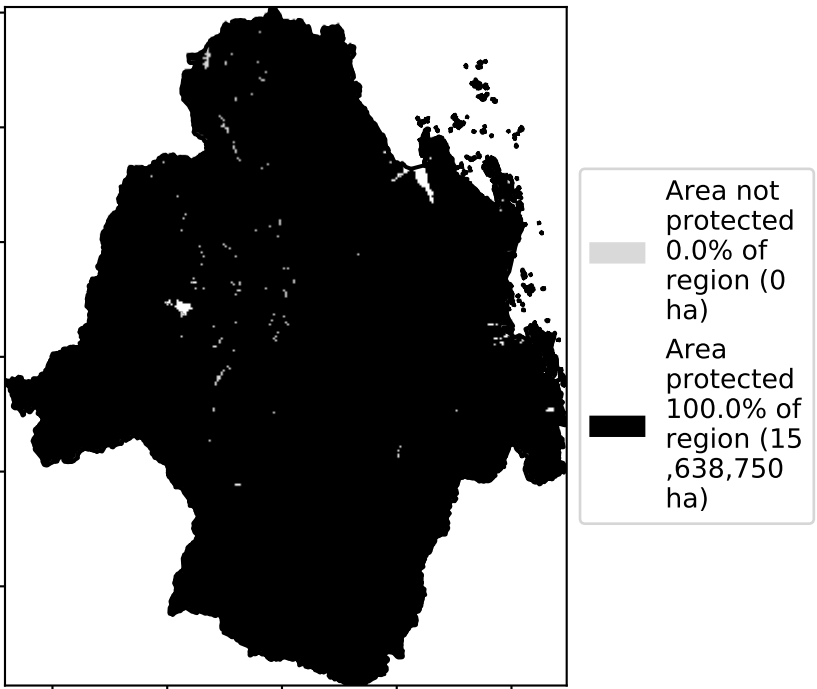 Area not
protected
0.0% of
region (0
ha)
Area
protected
100.0% of
region (15
,638,750
ha)